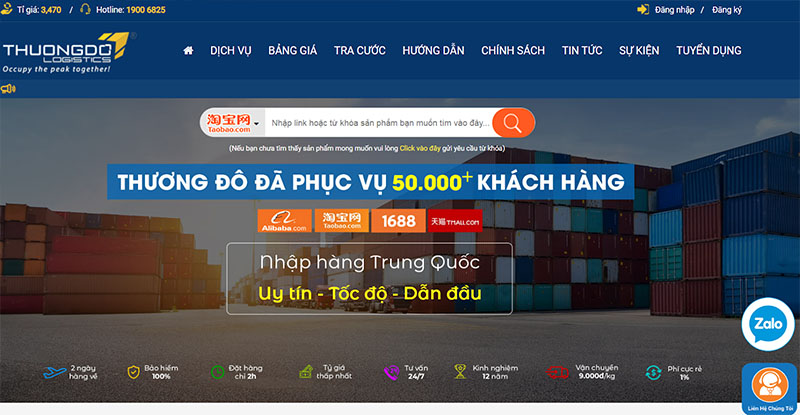 Tỉ giá: 3,470 / Hotline: 1900 6825
Đăng nhập / Đăng ký
THUONGDO®
LOGISTICS
Occupy the peak together!
DỊCH VỤ BẢNG GIÁ TRA CƯỚC HƯỚNG DẪN CHÍNH SÁCH TIN TỨC SỰ KIỆN TUYỂN DỤNG
淘宝网
Taobao.com
Nhập link hoặc từ khóa sản phẩm bạn muốn tìm vào đây...
(Nếu bạn chưa tìm thấy sản phẩm mong muốn vui lòng Click vào đây gửi yêu cầu từ khóa)
THƯƠNG ĐÔ ĐÃ PHỤC VỤ 50.000+ KHÁCH HÀNG
Alibaba.com
淘宝网
Taobao.com
1688
天猫 TMALL.COM
Nhập hàng Trung Quốc
Uy tín - Tốc độ - Dẫn đầu
Zalo
2 ngày
hàng về
Bảo hiểm
100%
Đặt hàng
chỉ 2h
Tỷ giá
thấp nhất
Tư vấn
24/7
Kinh nghiệm
12 năm
Vận chuyển
9.000đ/kg
Phí cực rẻ
1%
Liên Hệ Chúng Tôi